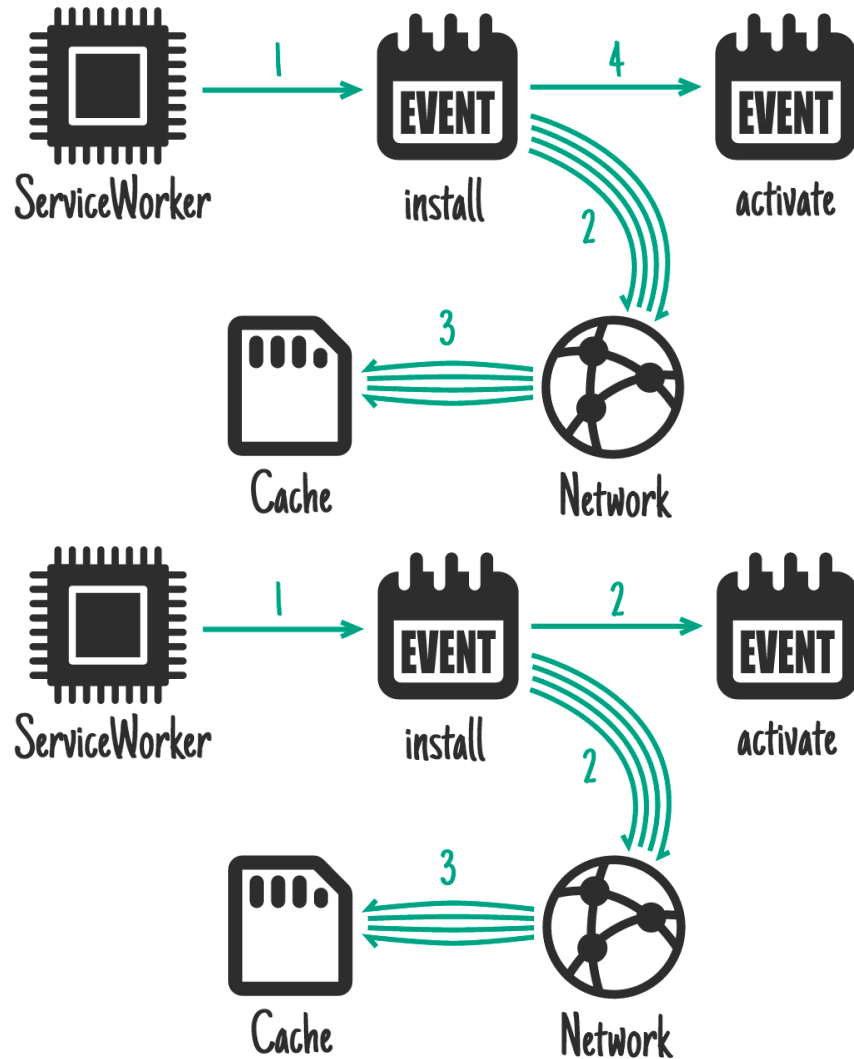 1
4
EVENT
EVENT
ServiceWorker
install
activate
2
3
Cache
Network
1
2
EVENT
EVENT
ServiceWorker
install
activate
2
3
Cache
Network